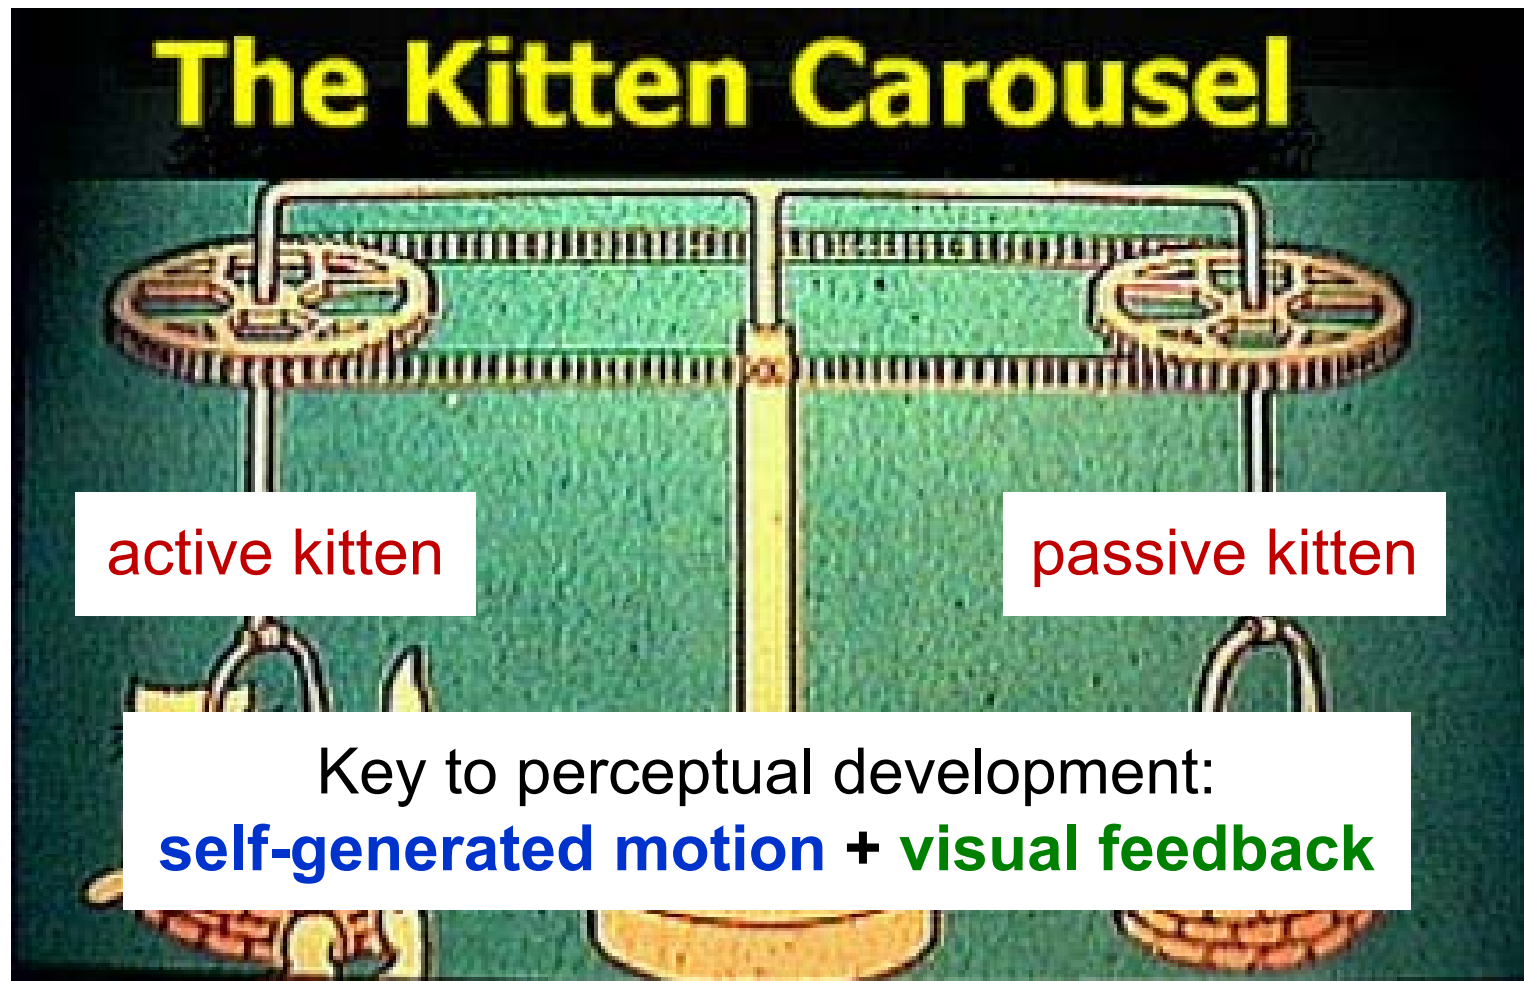 The Kitten Carousel
active kitten
passive kitten
Key to perceptual development:
self-generated motion + visual feedback